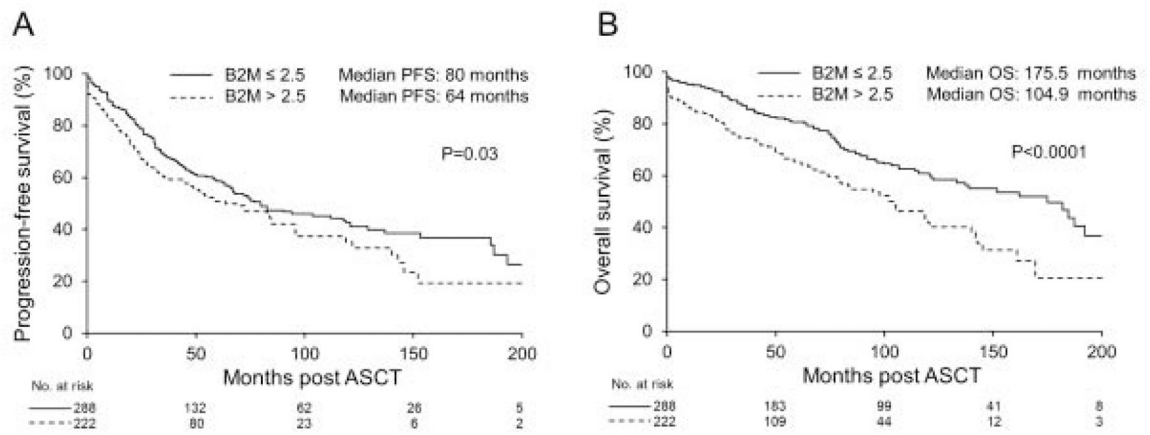 A
B2M ≤ 2.5 Median PFS: 80 months
B2M > 2.5 Median PFS: 64 months
P=0.03
Progression-free survival (%)
100
80
60
40
20
0
0 50 100 150 200
Months post ASCT
No. at risk
288 132 62 26 5
222 80 23 6 2
B
B2M ≤ 2.5 Median OS: 175.5 months
B2M > 2.5 Median OS: 104.9 months
P<0.0001
Overall survival (%)
100
80
60
40
20
0
0 50 100 150 200
Months post ASCT
No. at risk
288 183 99 41 8
222 109 44 12 3